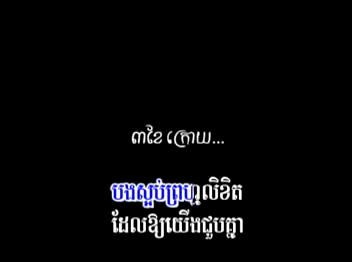 ៣ខែ ក្រោយ...
បងស្អប់ព្រហ្មលិខិត
ដែលឱ្យយើងជួបគ្នា